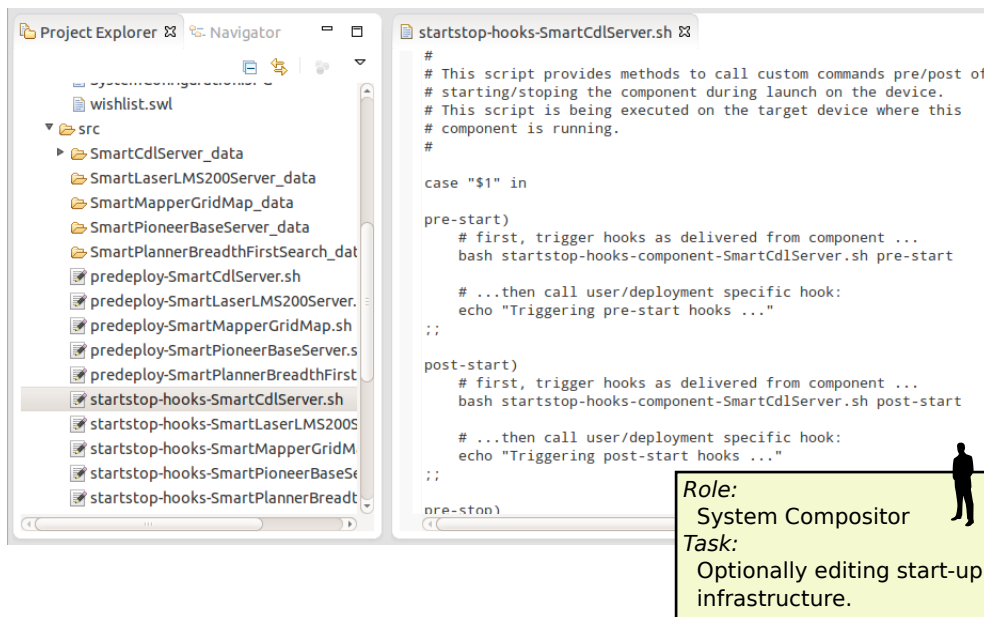 Project Explorer
Navigator
wishlist.swl
src
SmartCdlServer_data
SmartLaserLMS200Server_data
SmartMapperGridMap_data
SmartPioneerBaseServer_data
SmartPlannerBreadthFirstSearch_dat
predeploy-SmartCdlServer.sh
predeploy-SmartLaserLMS200Server.
predeploy-SmartMapperGridMap.sh
predeploy-SmartPioneerBaseServer.s
predeploy-SmartPlannerBreadthFirst
startstop-hooks-SmartCdlServer.sh
startstop-hooks-SmartLaserLMS200S
startstop-hooks-SmartMapperGridM
startstop-hooks-SmartPioneerBaseSe
startstop-hooks-SmartPlannerBreadt
startstop-hooks-SmartCdlServer.sh
#
# This script provides methods to call custom commands pre/post of
# starting/stoping the component during launch on the device.
# This script is being executed on the target device where this
# component is running.
#
case "$1" in
pre-start)
# first, trigger hooks as delivered from component ...
bash startstop-hooks-component-SmartCdlServer.sh pre-start
# ...then call user/deployment specific hook:
echo "Triggering pre-start hooks ..."
;;
post-start)
# first, trigger hooks as delivered from component ...
bash startstop-hooks-component-SmartCdlServer.sh post-start
# ...then call user/deployment specific hook:
echo "Triggering post-start hooks ..."
;;
pre-stop)
Role:
System Compositor
Task:
Optionally editing start-up
infrastructure.